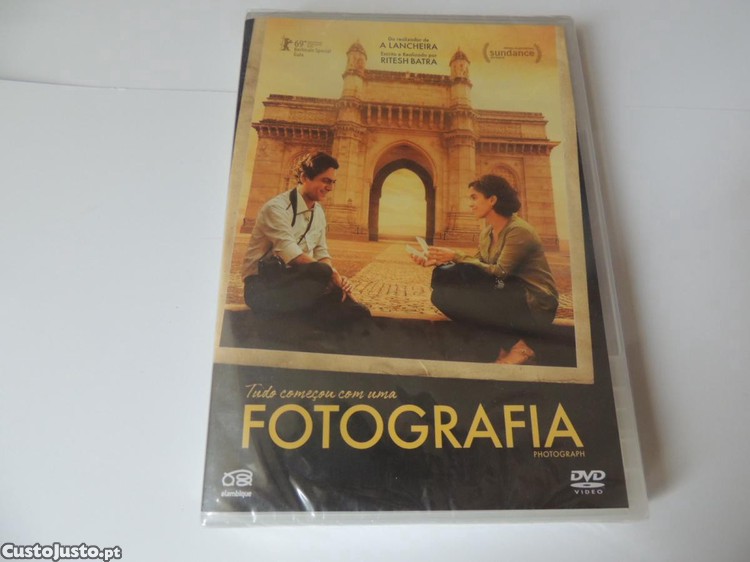 Do realizador de
A LANCHEIRA
Escrito e Realizado por
RITESH BATRA
69
sundance
Tudo começou com uma
FOTOGRAFIA
PHOTOGRAPH
alambique
DVD
VIDEO
CustoJusto.pt